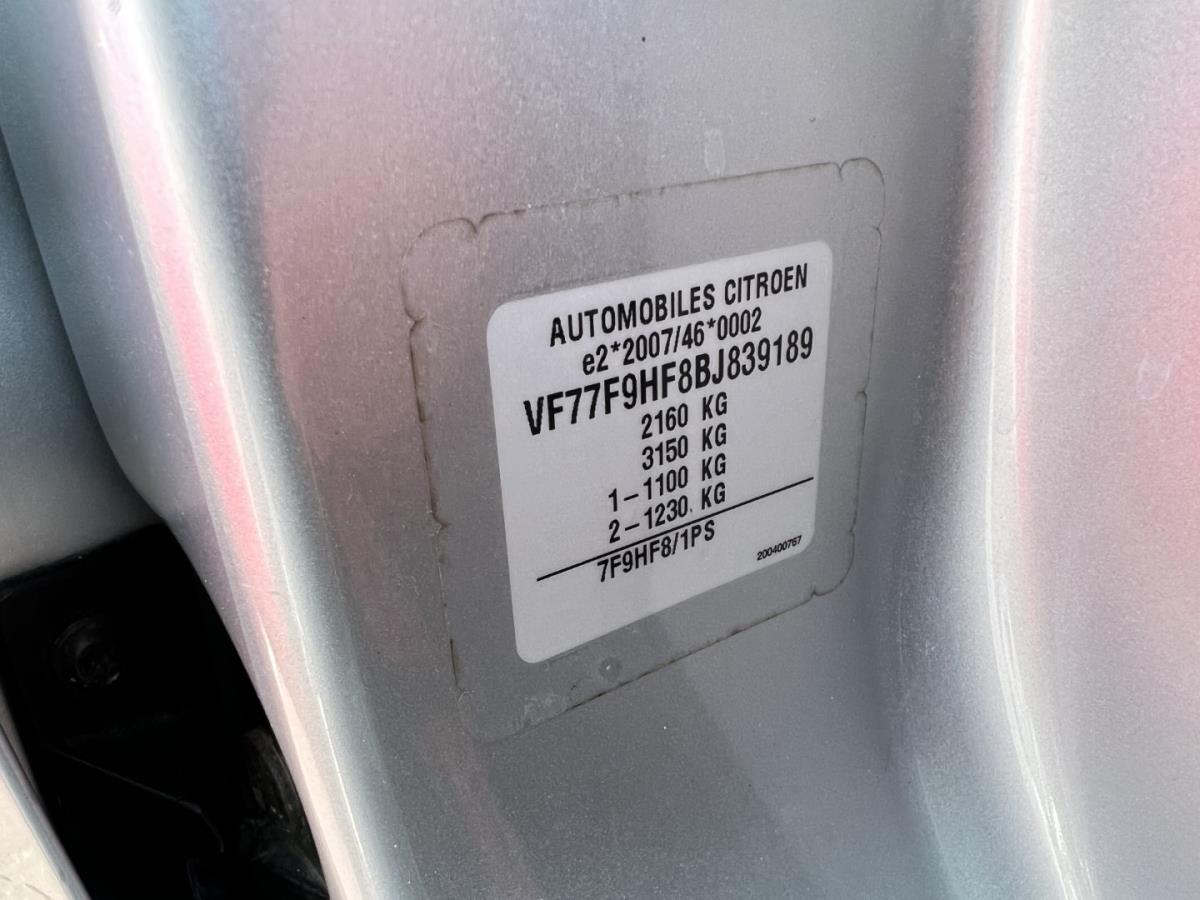 AUTOMOBILES CITROEN
e2*2007/46*0002
VF77F9HF8BJ839189
2160 KG
3150 KG
1-1100 KG
2-1230 KG
7F9HF8/1PS
200400767